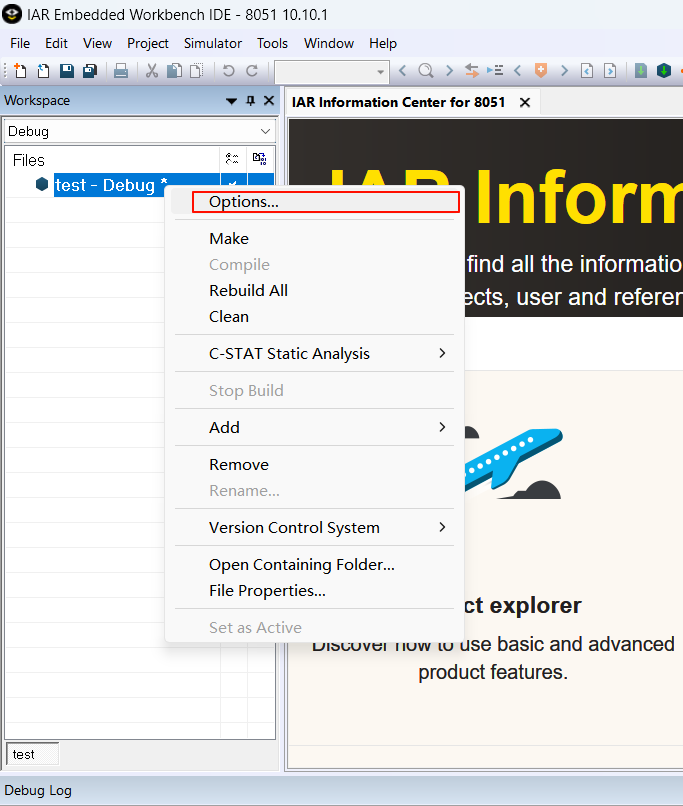 IAR Embedded Workbench IDE - 8051 10.10.1
File Edit View Project Simulator Tools Window Help
Workspace
IAR Information Center for 8051
Debug
Files
test - Debug *
IAR Inform
Options...
find all the informatio
ects, user and referen
Make
Compile
Rebuild All
Clean
C-STAT Static Analysis
Stop Build
Add
Remove
Rename...
Version Control System
Open Containing Folder...
File Properties...
Set as Active
ct explorer
Discover how to use basic and advanced
product features.
test
Debug Log